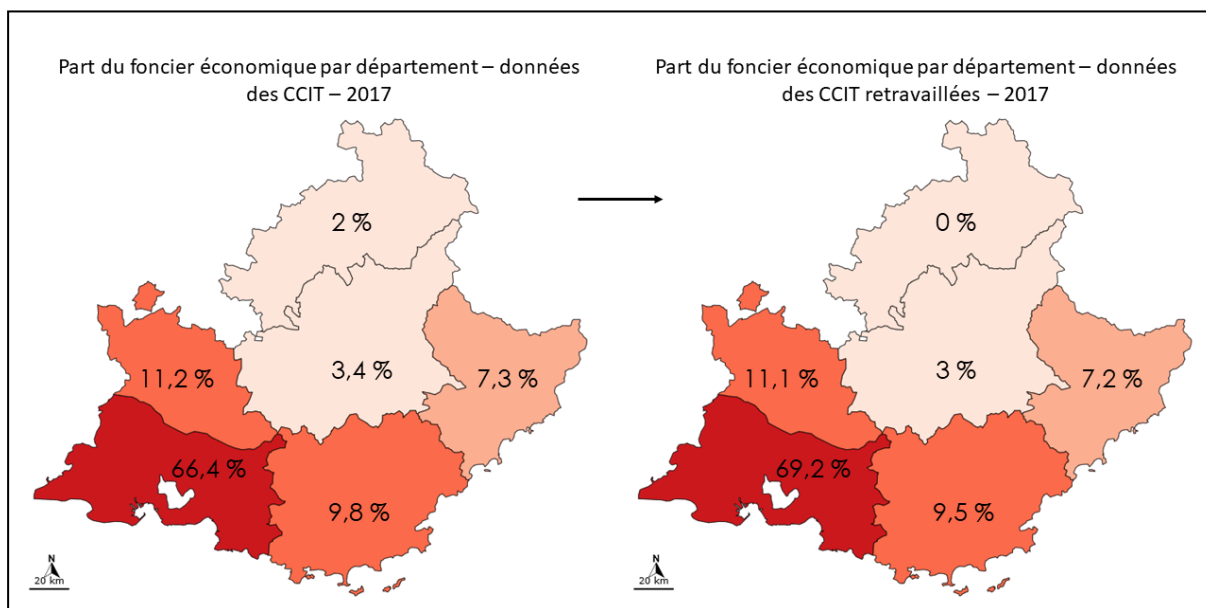 Part du foncier économique par département – données
des CCIT – 2017
2 %
11,2 %
3,4 %
7,3 %
66,4 %
9,8 %
N
20 km
Part du foncier économique par département – données
des CCIT retravaillées – 2017
0 %
11,1 %
3 %
7,2 %
69,2 %
9,5 %
N
20 km